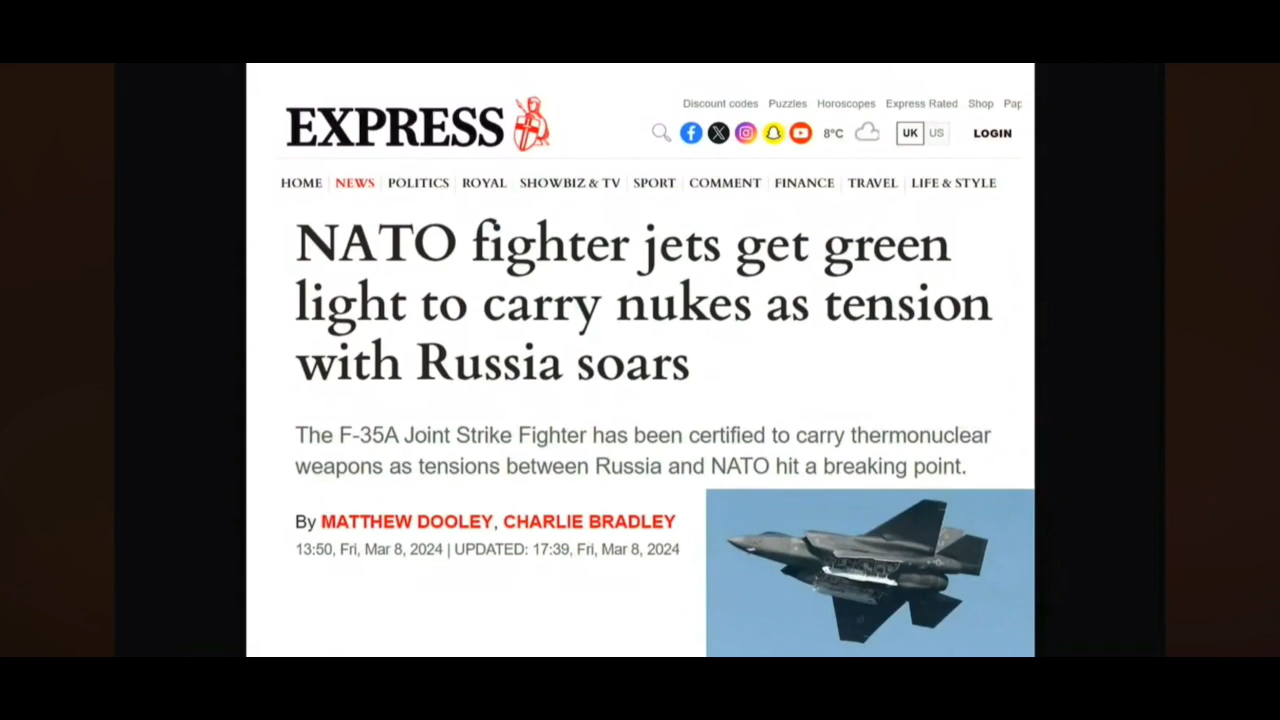 EXPRESS
Discount codes Puzzles Horoscopes Express Rated Shop Pap
8°C UK US LOGIN
HOME NEWS POLITICS ROYAL SHOWBIZ & TV SPORT COMMENT FINANCE TRAVEL LIFE & STYLE
NATO fighter jets get green
light to carry nukes as tension
with Russia soars
The F-35A Joint Strike Fighter has been certified to carry thermonuclear
weapons as tensions between Russia and NATO hit a breaking point.
By MATTHEW DOOLEY, CHARLIE BRADLEY
13:50, Fri, Mar 8, 2024 | UPDATED: 17:39, Fri, Mar 8, 2024